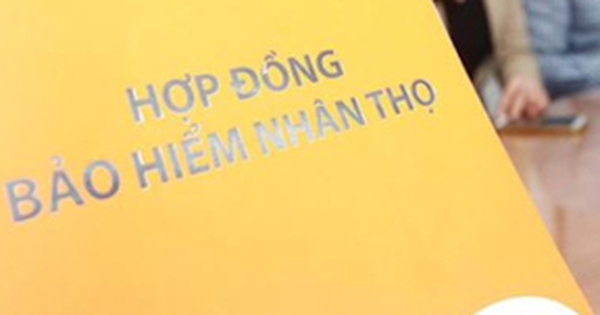 HỢP ĐỒNG
BẢO HIỂM NHÂN THỌ